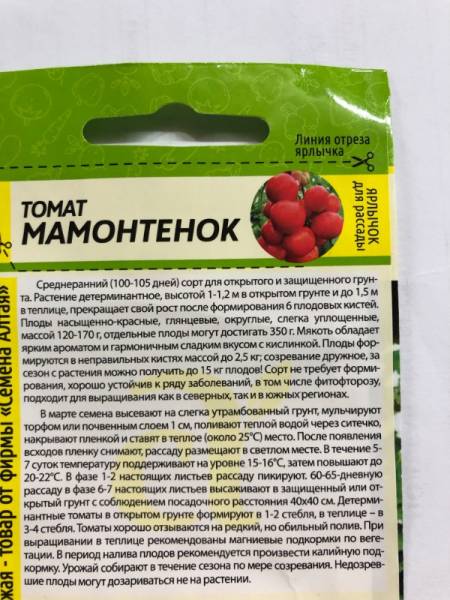 Линия отреза
ярлычка
ТОМАТ
МАМОНТЕНОК
ЯРЛЫЧОК
для рассады
Среднеранний (100-105 дней) сорт для открытого и защищенного грун-
та. Растение детерминантное, высотой 1-1,2 м в открытом грунте и до 1,5 м
в теплице, прекращает свой рост после формирования 6 плодовых кистей.
Плоды насыщенно-красные, глянцевые, округлые, слегка уплощенные,
массой 120-170 г, отдельные плоды могут достигать 350 г. Мякоть обладает
ярким ароматом и гармоничным сладким вкусом с кислинкой. Плоды фор-
мируются в неправильных кистях массой до 2,5 кг; созревание дружное, за
сезон с растения можно получить до 15 кг плодов! Сорт не требует форми-
рования, хорошо устойчив к ряду заболеваний, в том числе фитофторозу,
подходит для выращивания как в северных, так и в южных регионах.
В марте семена высевают на слегка утрамбованный грунт, мульчируют
торфом или почвенным слоем 1 см, поливают теплой водой через ситечко,
накрывают пленкой и ставят в теплое (около 25°С) место. После появления
всходов пленку снимают, рассаду размещают в светлом месте. В течение 5-
7 суток температуру поддерживают на уровне 15-16°С, затем повышают до
20-22°С. В фазе 1-2 настоящих листьев рассаду пикируют. 60-65-дневную
рассаду в фазе 6-7 настоящих листьев высаживают в защищенный или от-
крытый грунт с соблюдением посадочного расстояния 40х40 см. Детерми-
нантные томаты в открытом грунте формируют в 1-2 стебля, в теплице – в
3-4 стебля. Томаты хорошо отзываются на редкий, но обильный полив. При
выращивании в теплице рекомендованы магниевые подкормки по веге-
тации. В период налива плодов рекомендуется произвести калийную под-
кормку. Урожай собирают в течение сезона по мере созревания. Недозрев-
шие плоды могут дозариваться не на растении.
жая - товар от фирмы «Семена Алтая»